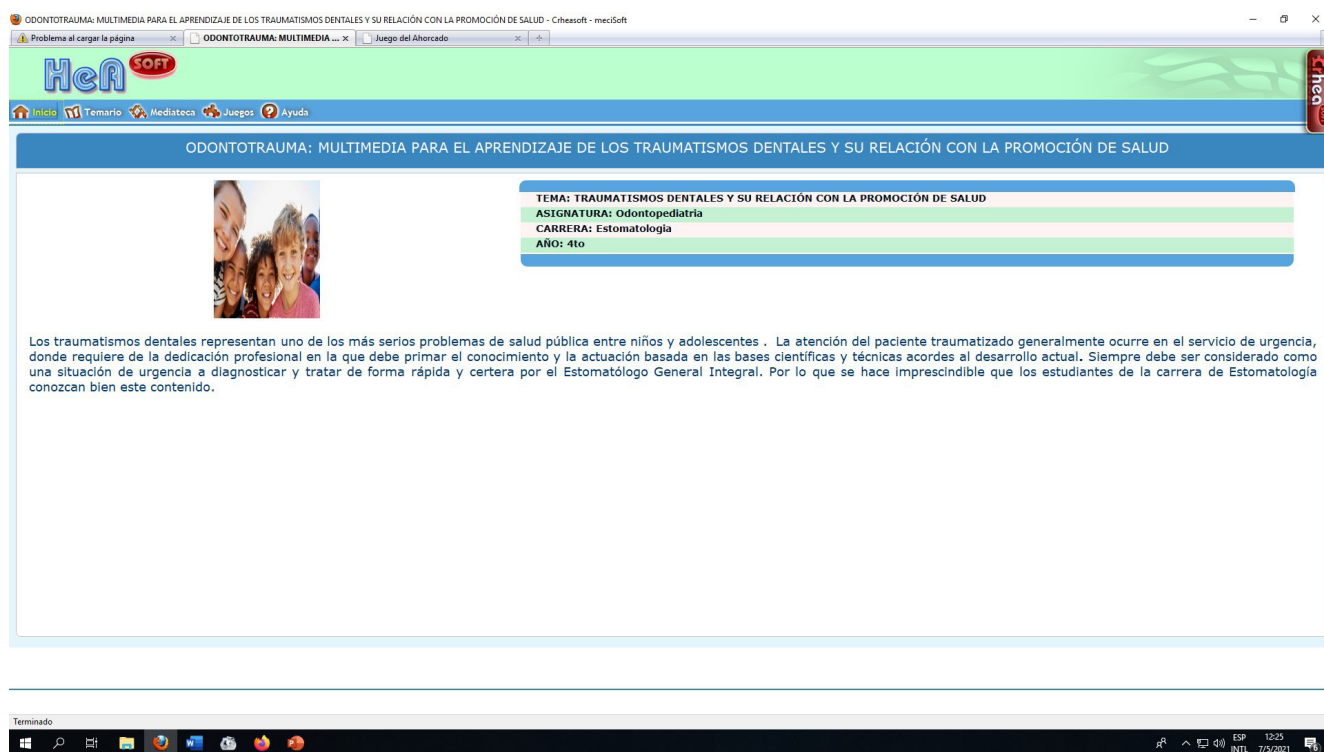 ODONTOTRAUMA: MULTIMEDIA PARA EL APRENDIZAJE DE LOS TRAUMATISMOS DENTALES Y SU RELACIÓN CON LA PROMOCIÓN DE SALUD - Crheasoft - meciSoft
Problema al cargar la página
ODONTOTRAUMA: MULTIMEDIA ...
Juego del Ahorcado
HeA SOFT
crhea
Inicio Temario Mediateca Juegos Ayuda
ODONTOTRAUMA: MULTIMEDIA PARA EL APRENDIZAJE DE LOS TRAUMATISMOS DENTALES Y SU RELACIÓN CON LA PROMOCIÓN DE SALUD
TEMA: TRAUMATISMOS DENTALES Y SU RELACIÓN CON LA PROMOCIÓN DE SALUD
ASIGNATURA: Odontopediatria
CARRERA: Estomatologia
AÑO: 4to
Los traumatismos dentales representan uno de los más serios problemas de salud pública entre niños y adolescentes . La atención del paciente traumatizado generalmente ocurre en el servicio de urgencia,
donde requiere de la dedicación profesional en la que debe primar el conocimiento y la actuación basada en las bases científicas y técnicas acordes al desarrollo actual. Siempre debe ser considerado como
una situación de urgencia a diagnosticar y tratar de forma rápida y certera por el Estomatólogo General Integral. Por lo que se hace imprescindible que los estudiantes de la carrera de Estomatología
conozcan bien este contenido.
Terminado
ESP 12:25
INTL 7/5/2021 6